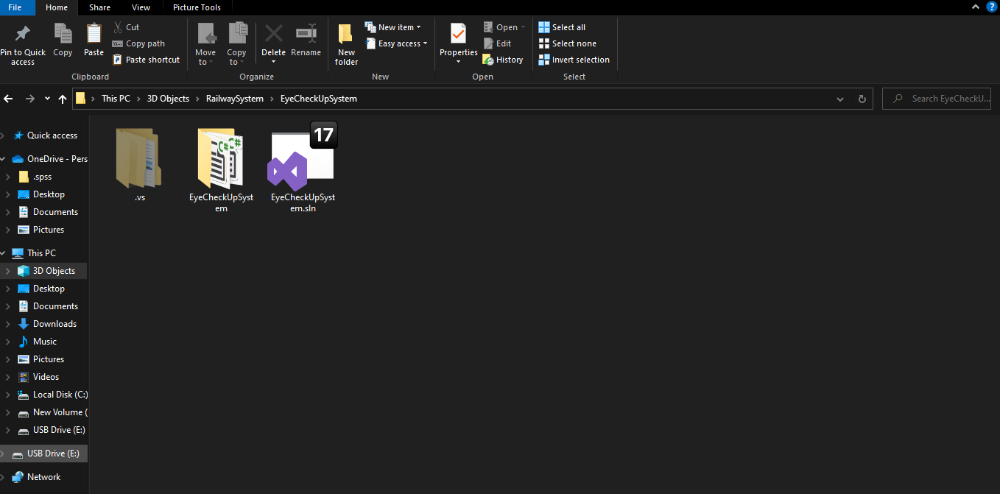 File Home Share View Picture Tools
Pin to Quick access
Copy
Paste
Cut
Copy path
Paste shortcut
Clipboard
Move to
Copy to
Delete
Rename
Organize
New folder
New item
Easy access
New
Properties
Open
Edit
History
Open
Select all
Select none
Invert selection
Select
This PC > 3D Objects > RailwaySystem > EyeCheckUpSystem
Search EyeCheckU...
Quick access
OneDrive - Pers
.spss
Desktop
Documents
Pictures
This PC
3D Objects
Desktop
Documents
Downloads
Music
Pictures
Videos
Local Disk (C:)
New Volume (
USB Drive (E:)
USB Drive (E:)
Network
.vs
C# C#
EyeCheckUpSyst
em
17
EyeCheckUpSyst
em.sln